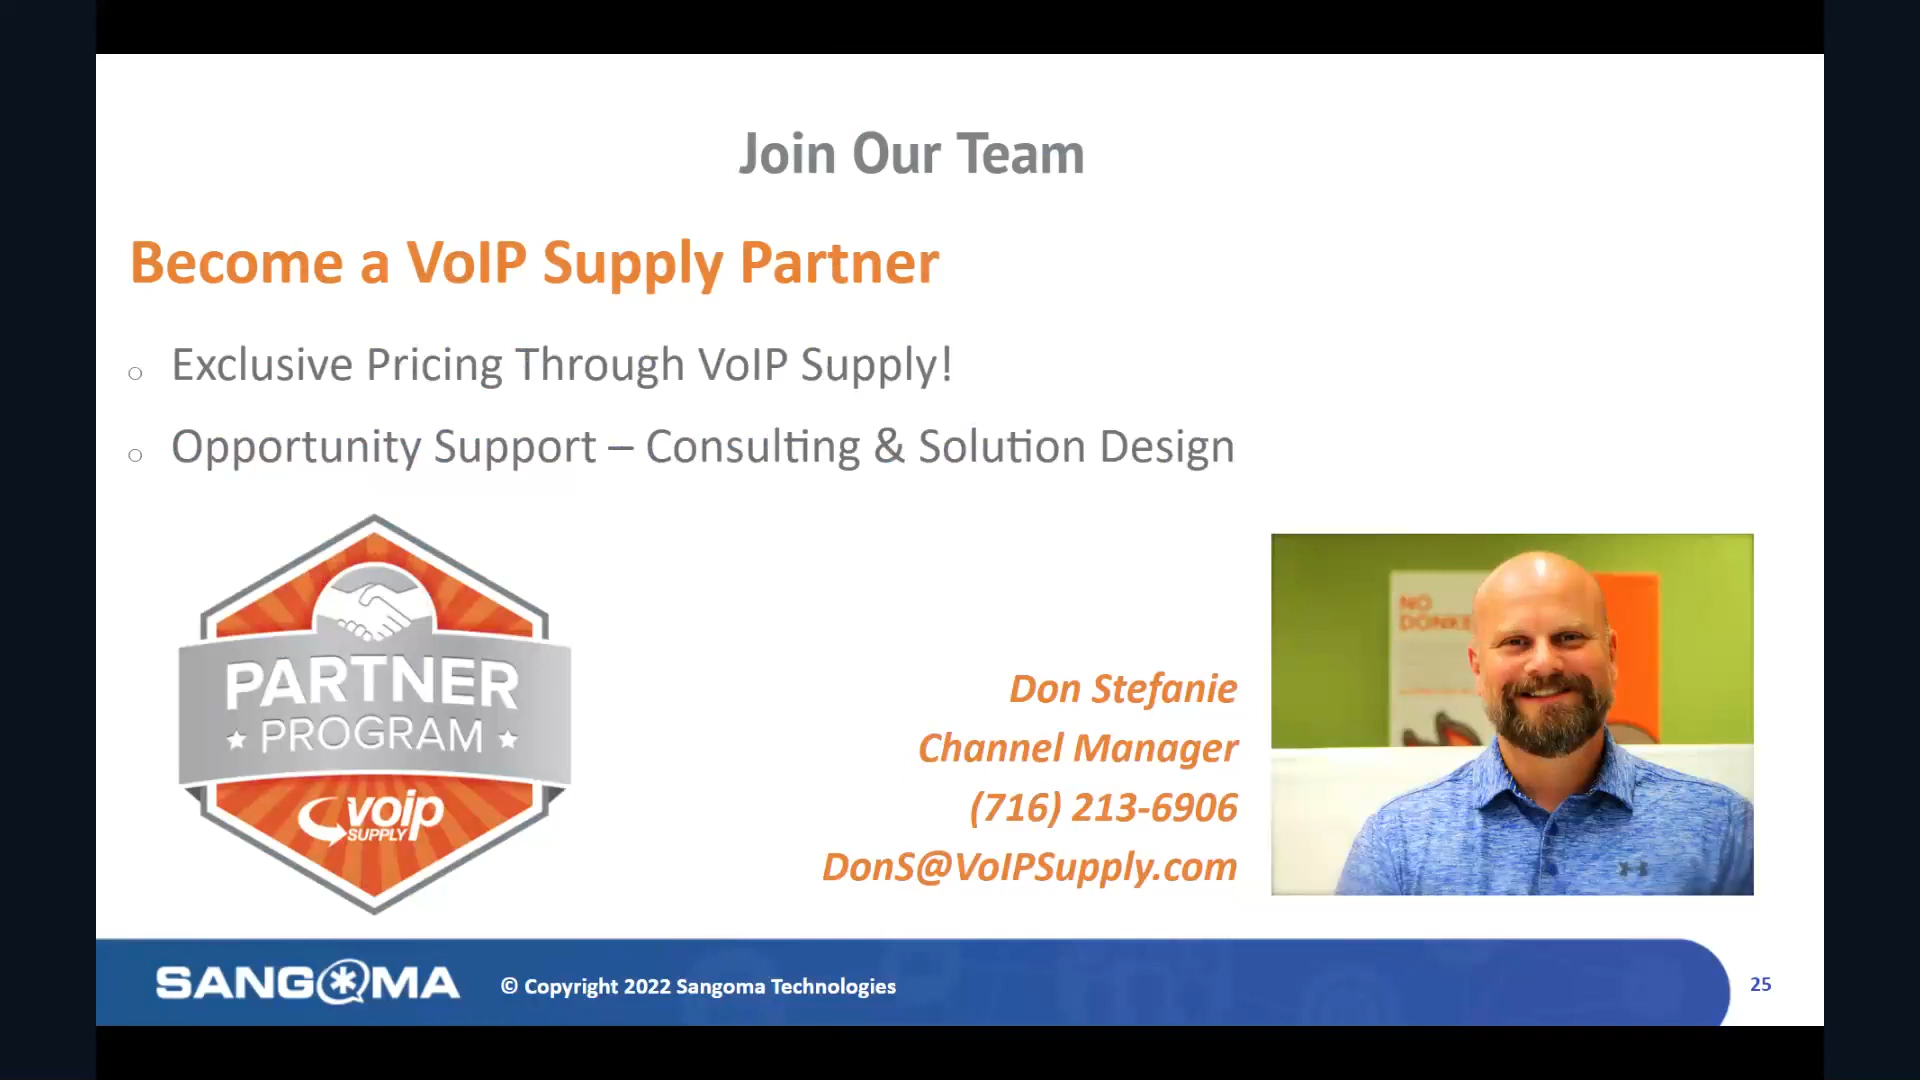 Join Our Team
Become a VoIP Supply Partner
○ Exclusive Pricing Through VoIP Supply!
○ Opportunity Support – Consulting & Solution Design
PARTNER
PROGRAM
voip
SUPPLY
NO
Don Stefanie
Channel Manager
(716) 213-6906
DonS@VoIPSupply.com
SANGOMA
© Copyright 2022 Sangoma Technologies
25